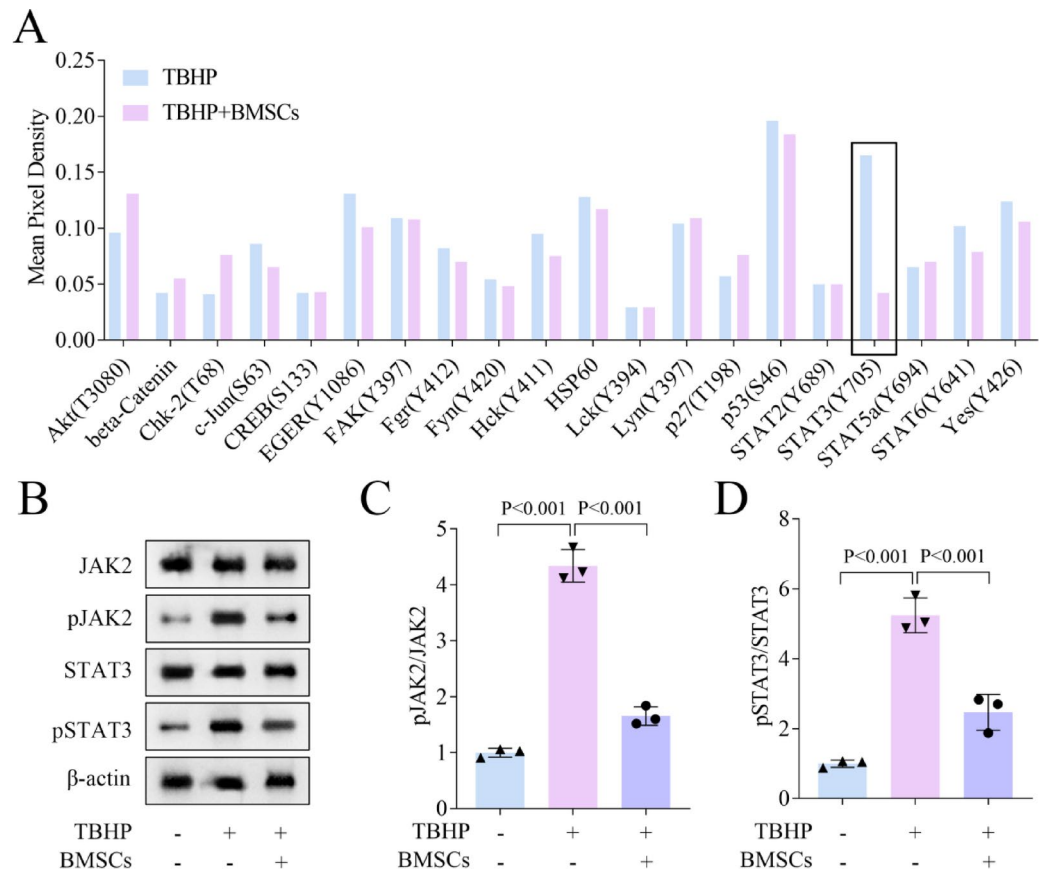 A
0.25
0.20
0.15
0.10
0.05
0.00
Mean Pixel Density
TBHP
TBHP+BMSCs
Akt(T3080)
beta-Catenin
Chk-2(T68)
c-Jun(S63)
CREB(S133)
EGER(Y1086)
FAK(Y397)
Fgr(Y412)
Fyn(Y420)
Hck(Y411)
HSP60
Lck(Y394)
Lyn(Y397)
p27(T198)
p53(S46)
STAT2(Y689)
STAT3(Y705)
STAT5a(Y694)
STAT6(Y641)
Yes(Y426)
B
JAK2
pJAK2
STAT3
pSTAT3
β-actin
TBHP - + +
BMSCs - - +
C
P<0.001 P<0.001
5
4
3
2
1
0
pJAK2/JAK2
TBHP - + +
BMSCs - - +
D
P<0.001 P<0.001
8
6
4
2
0
pSTAT3/STAT3
TBHP - + +
BMSCs - - +